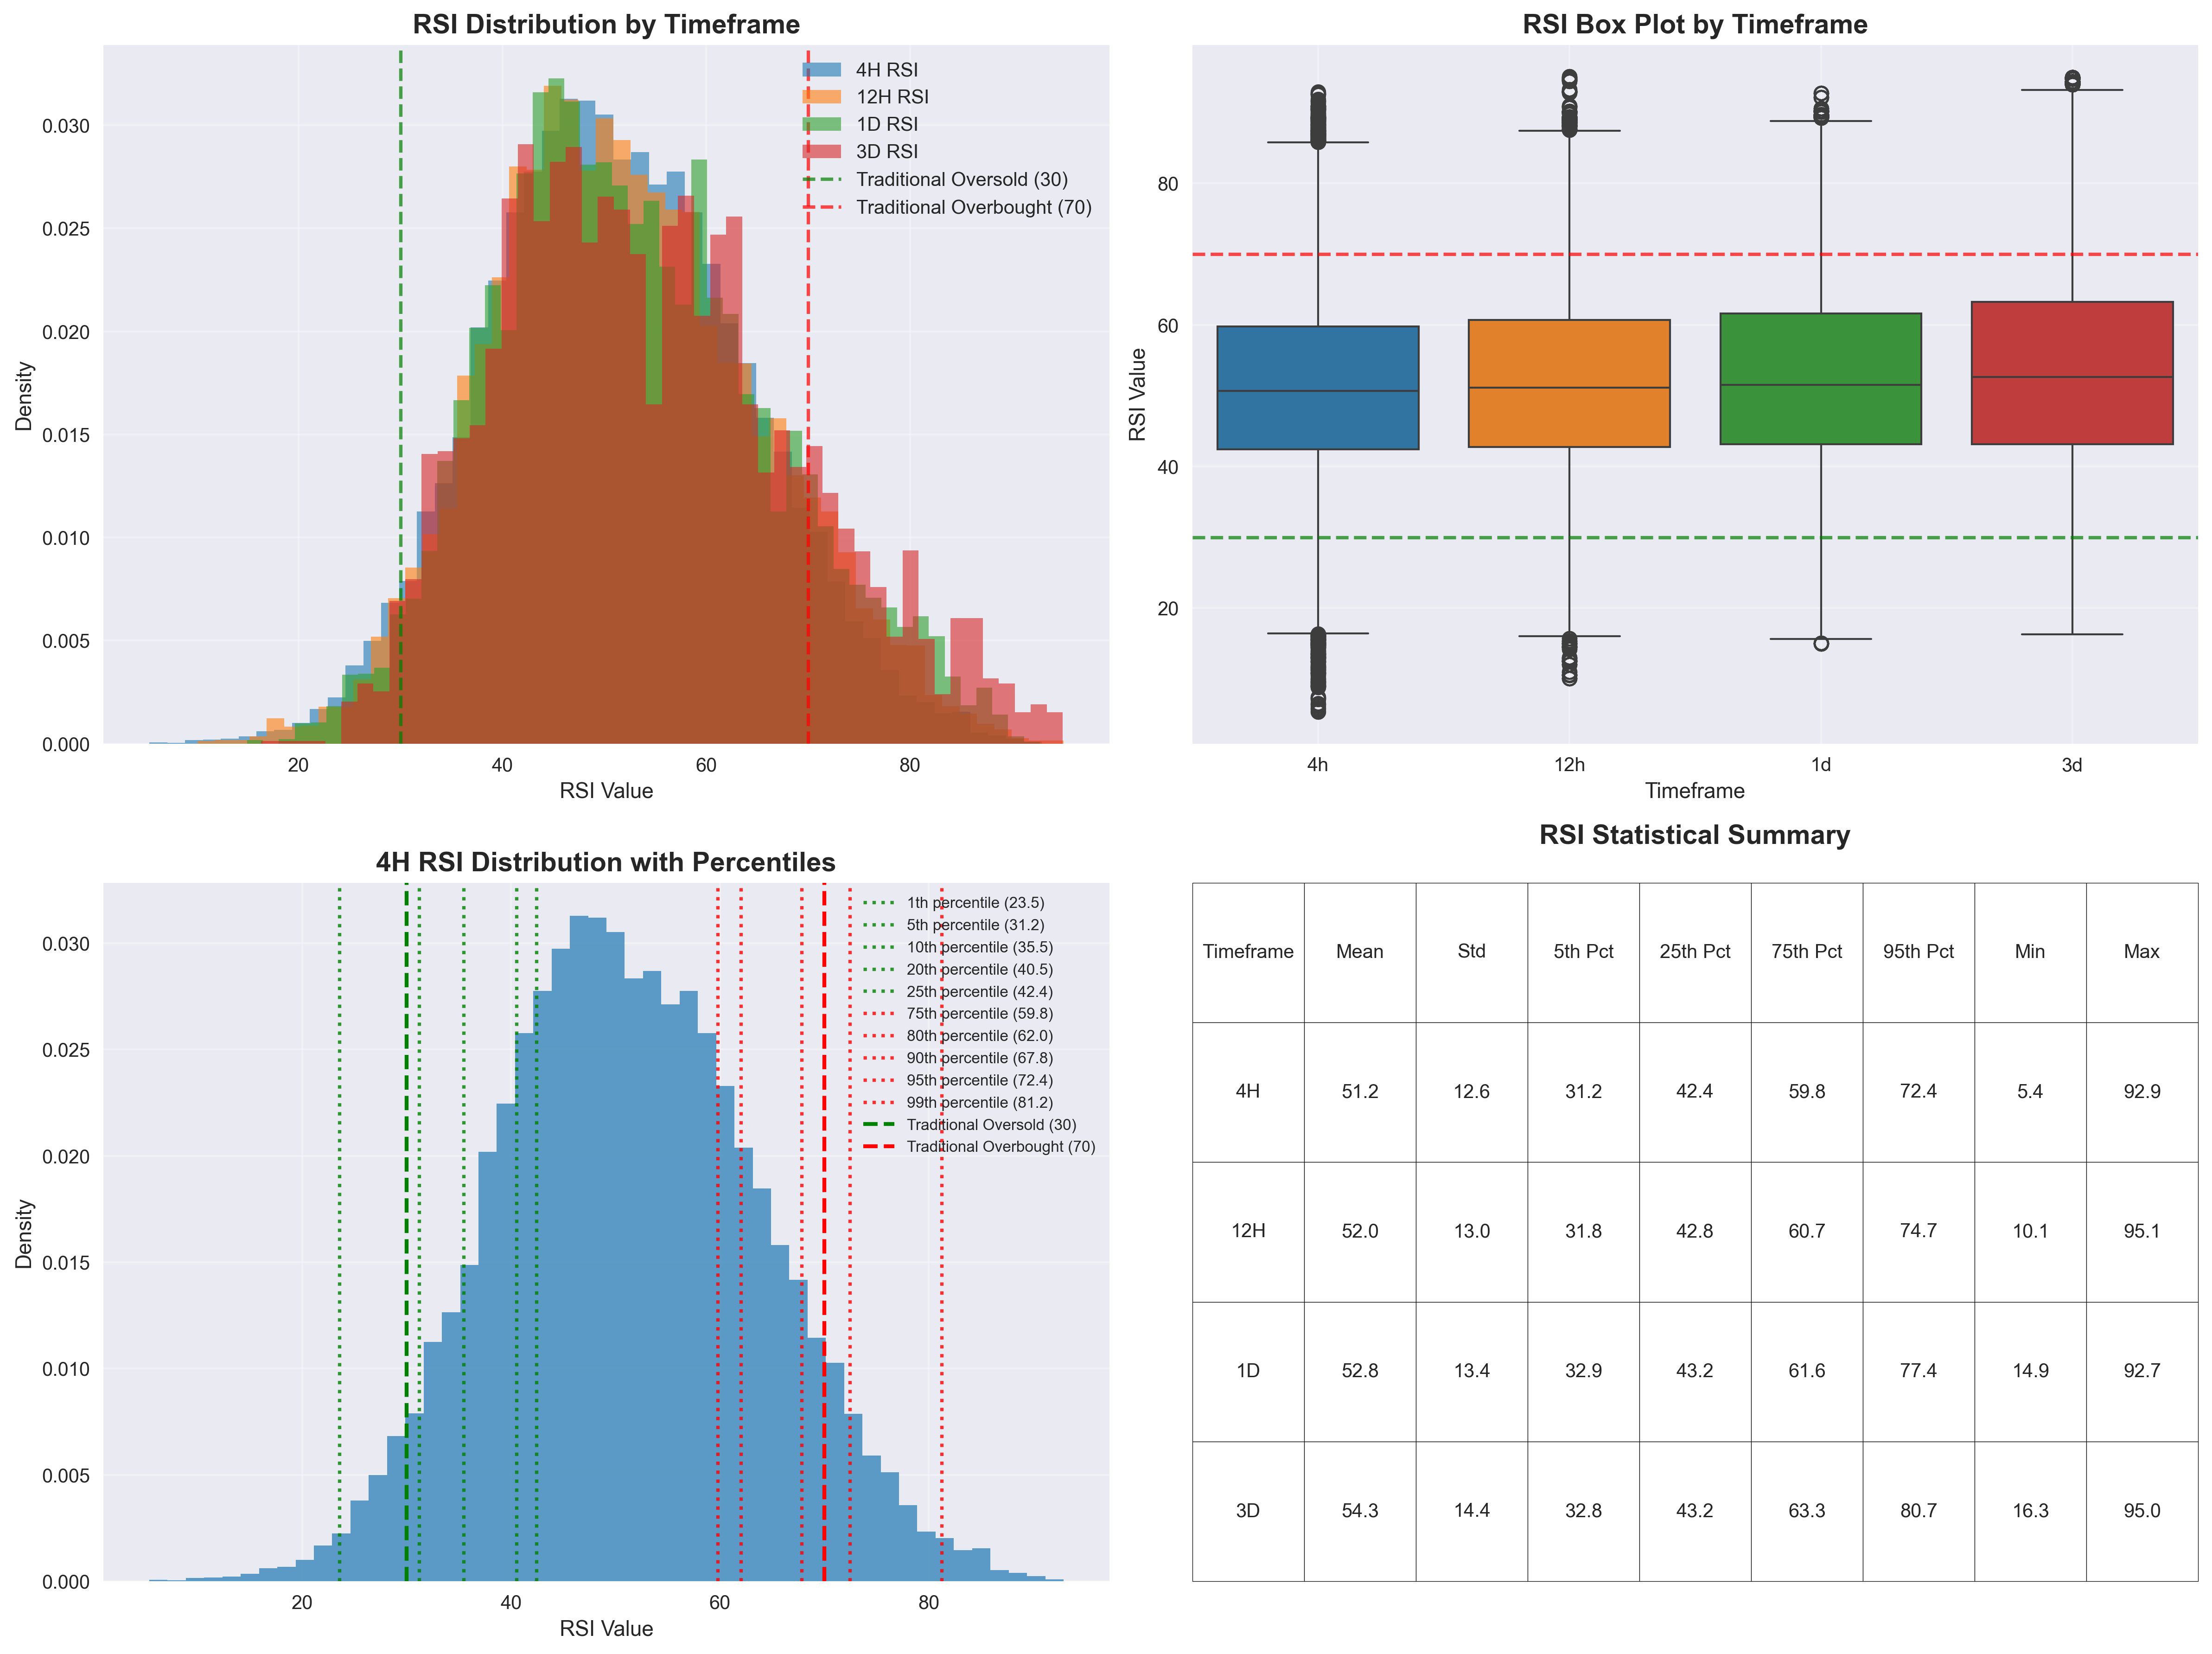 RSI Distribution by Timeframe
4H RSI
12H RSI
1D RSI
3D RSI
Traditional Oversold (30)
Traditional Overbought (70)
Density
0.030
0.025
0.020
0.015
0.010
0.005
0.000
20 40 60 80
RSI Value
RSI Box Plot by Timeframe
RSI Value
80
60
40
20
4h 12h 1d 3d
Timeframe
4H RSI Distribution with Percentiles
1th percentile (23.5)
5th percentile (31.2)
10th percentile (35.5)
20th percentile (40.5)
25th percentile (42.4)
75th percentile (59.8)
80th percentile (62.0)
90th percentile (67.8)
95th percentile (72.4)
99th percentile (81.2)
Traditional Oversold (30)
Traditional Overbought (70)
Density
0.030
0.025
0.020
0.015
0.010
0.005
0.000
20 40 60 80
RSI Value
RSI Statistical Summary
Timeframe Mean Std 5th Pct 25th Pct 75th Pct 95th Pct Min Max
4H 51.2 12.6 31.2 42.4 59.8 72.4 5.4 92.9
12H 52.0 13.0 31.8 42.8 60.7 74.7 10.1 95.1
1D 52.8 13.4 32.9 43.2 61.6 77.4 14.9 92.7
3D 54.3 14.4 32.8 43.2 63.3 80.7 16.3 95.0